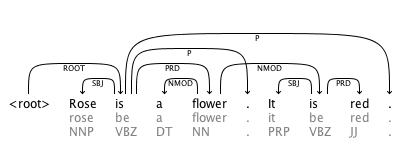 P
P
ROOT PRD NMOD
SBJ NMOD SBJ PRD
<root> Rose is a flower . It is red .
rose be a flower . it be red .
NNP VBZ DT NN . PRP VBZ JJ .